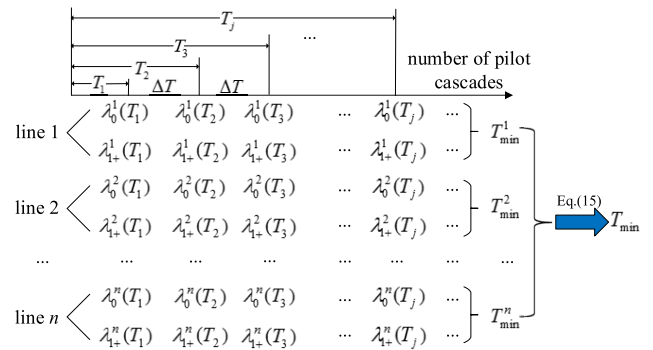 T_j
T_3 ...
T_2
T_1 ΔT ΔT
number of pilot cascades
line 1
λ_0^1(T_1) λ_0^1(T_2) λ_0^1(T_3) ... λ_0^1(T_j) ...
λ_{1+}^1(T_1) λ_{1+}^1(T_2) λ_{1+}^1(T_3) ... λ_{1+}^1(T_j) ...
T_min^1
line 2
λ_0^2(T_1) λ_0^2(T_2) λ_0^2(T_3) ... λ_0^2(T_j) ...
λ_{1+}^2(T_1) λ_{1+}^2(T_2) λ_{1+}^2(T_3) ... λ_{1+}^2(T_j) ...
T_min^2
... ... ... ... ... ... ... ...
line n
λ_0^n(T_1) λ_0^n(T_2) λ_0^n(T_3) ... λ_0^n(T_j) ...
λ_{1+}^n(T_1) λ_{1+}^n(T_2) λ_{1+}^n(T_3) ... λ_{1+}^n(T_j) ...
T_min^n
Eq.(15)
T_min